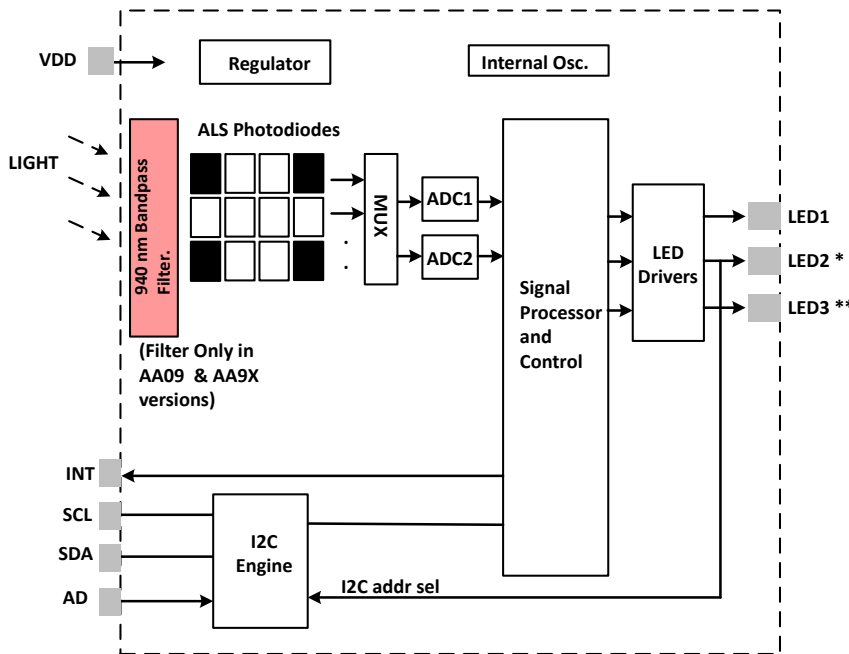 VDD
Regulator
Internal Osc.
LIGHT
940 nm Bandpass
Filter.
ALS Photodiodes
.
.
MUX
ADC1
ADC2
Signal
Processor
and
Control
LED
Drivers
LED1
LED2 *
LED3 **
(Filter Only in
AA09 & AA9X
versions)
INT
SCL
SDA
AD
I2C
Engine
I2C addr sel